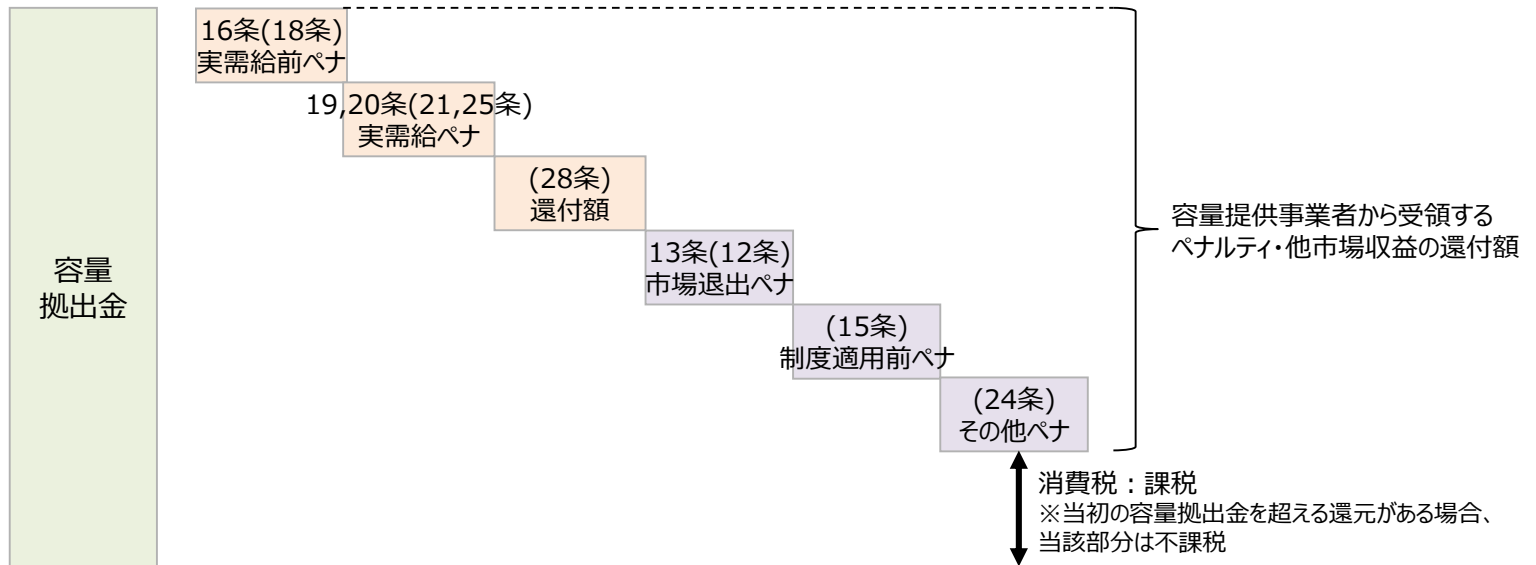 容量
拠出金
16条(18条)
実需給前ペナ
19,20条(21,25条)
実需給ペナ
(28条)
還付額
13条(12条)
市場退出ペナ
(15条)
制度適用前ペナ
(24条)
その他ペナ
容量提供事業者から受領する
ペナルティ・他市場収益の還付額
消費税:課税
※当初の容量拠出金を超える還元がある場合、
当該部分は不課税